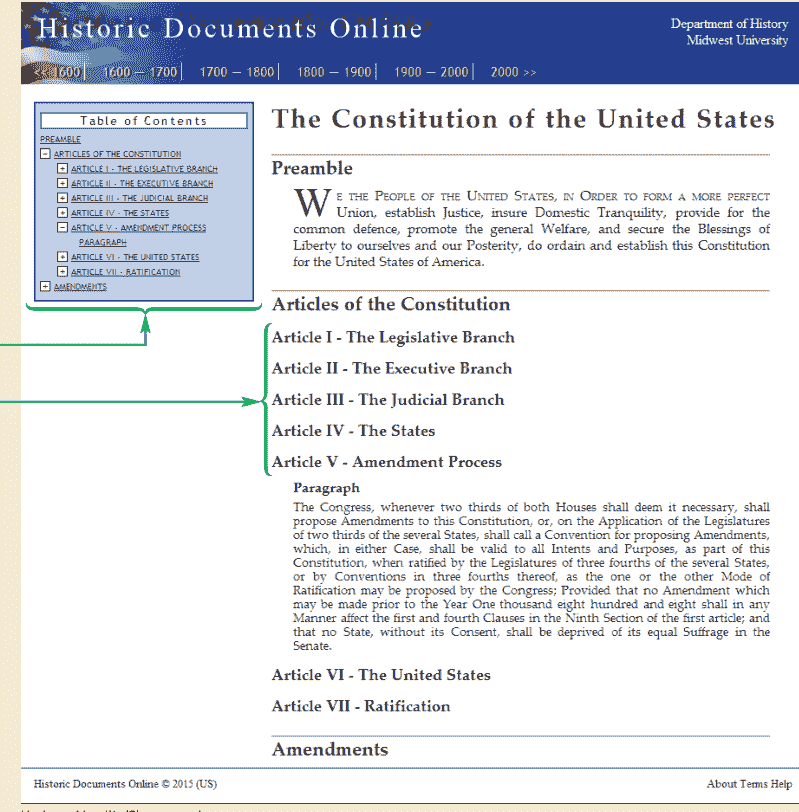 Historic Documents Online
Department of History
Midwest University
<< 1600 | 1600 — 1700 | 1700 — 1800 | 1800 — 1900 | 1900 — 2000 | 2000 >>
Table of Contents
PREAMBLE
- ARTICLES OF THE CONSTITUTION
+ ARTICLE I - THE LEGISLATIVE BRANCH
+ ARTICLE II - THE EXECUTIVE BRANCH
+ ARTICLE III - THE JUDICIAL BRANCH
+ ARTICLE IV - THE STATES
- ARTICLE V - AMENDMENT PROCESS
PARAGRAPH
+ ARTICLE VI - THE UNITED STATES
+ ARTICLE VII - RATIFICATION
+ AMENDMENTS
The Constitution of the United States
Preamble
WE THE PEOPLE OF THE UNITED STATES, IN ORDER TO FORM A MORE PERFECT
Union, establish Justice, insure Domestic Tranquility, provide for the
common defence, promote the general Welfare, and secure the Blessings of
Liberty to ourselves and our Posterity, do ordain and establish this Constitution
for the United States of America.
Articles of the Constitution
Article I - The Legislative Branch
Article II - The Executive Branch
Article III - The Judicial Branch
Article IV - The States
Article V - Amendment Process
Paragraph
The Congress, whenever two thirds of both Houses shall deem it necessary, shall
propose Amendments to this Constitution, or, on the Application of the Legislatures
of two thirds of the several States, shall call a Convention for proposing Amendments,
which, in either Case, shall be valid to all Intents and Purposes, as part of this
Constitution, when ratified by the Legislatures of three fourths of the several States,
or by Conventions in three fourths thereof, as the one or the other Mode of
Ratification may be proposed by the Congress; Provided that no Amendment which
may be made prior to the Year One thousand eight hundred and eight shall in any
Manner affect the first and fourth Clauses in the Ninth Section of the first article; and
that no State, without its Consent, shall be deprived of its equal Suffrage in the
Senate.
Article VI - The United States
Article VII - Ratification
Amendments
Historic Documents Online © 2015 (US)
About Terms Help